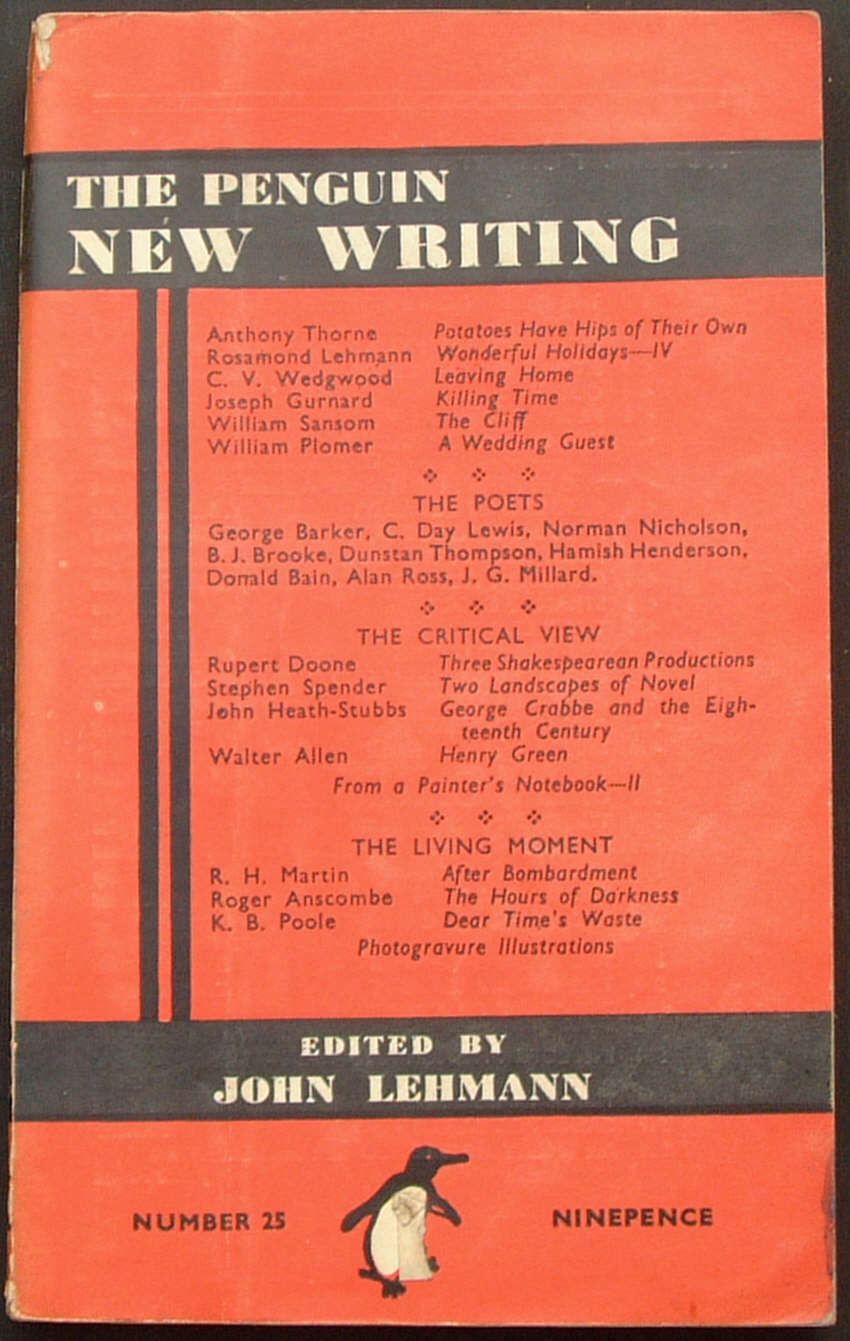 THE PENGUIN
NEW WRITING
Anthony Thorne Potatoes Have Hips of Their Own
Rosamond Lehmann Wonderful Holidays—IV
C. V. Wedgwood Leaving Home
Joseph Gurnard Killing Time
William Sansom The Cliff
William Plomer A Wedding Guest
THE POETS
George Barker, C. Day Lewis, Norman Nicholson,
B. J. Brooke, Dunstan Thompson, Hamish Henderson,
Donald Bain, Alan Ross, J. G. Millard.
THE CRITICAL VIEW
Rupert Doone Three Shakespearean Productions
Stephen Spender Two Landscapes of Novel
John Heath-Stubbs George Crabbe and the Eigh-
teenth Century
Walter Allen Henry Green
From a Painter's Notebook—II
THE LIVING MOMENT
R. H. Martin After Bombardment
Roger Anscombe The Hours of Darkness
K. B. Poole Dear Time's Waste
Photogravure Illustrations
EDITED BY
JOHN LEHMANN
NUMBER 25 NINEPENCE